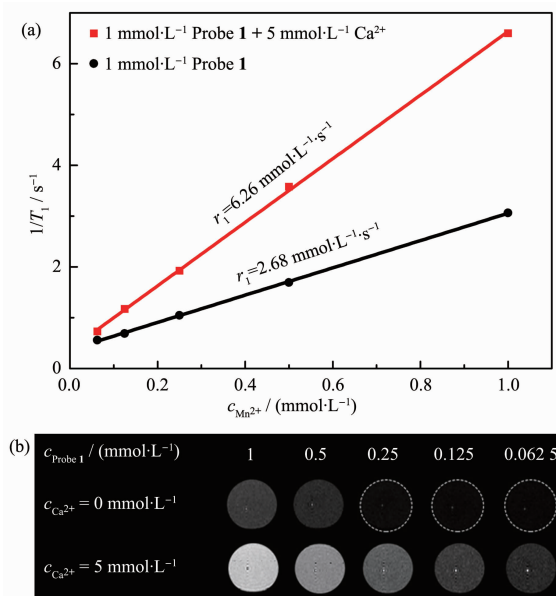 (a)
1 mmol·L⁻¹ Probe 1 + 5 mmol·L⁻¹ Ca²⁺
1 mmol·L⁻¹ Probe 1
6
4
2
0
1/T₁ / s⁻¹
r₁=6.26 mmol·L⁻¹·s⁻¹
r₁=2.68 mmol·L⁻¹·s⁻¹
0.0 0.2 0.4 0.6 0.8 1.0
c_Mn²⁺ / (mmol·L⁻¹)
(b)
c_Probe 1 / (mmol·L⁻¹) 1 0.5 0.25 0.125 0.062 5
c_Ca²⁺ = 0 mmol·L⁻¹
c_Ca²⁺ = 5 mmol·L⁻¹